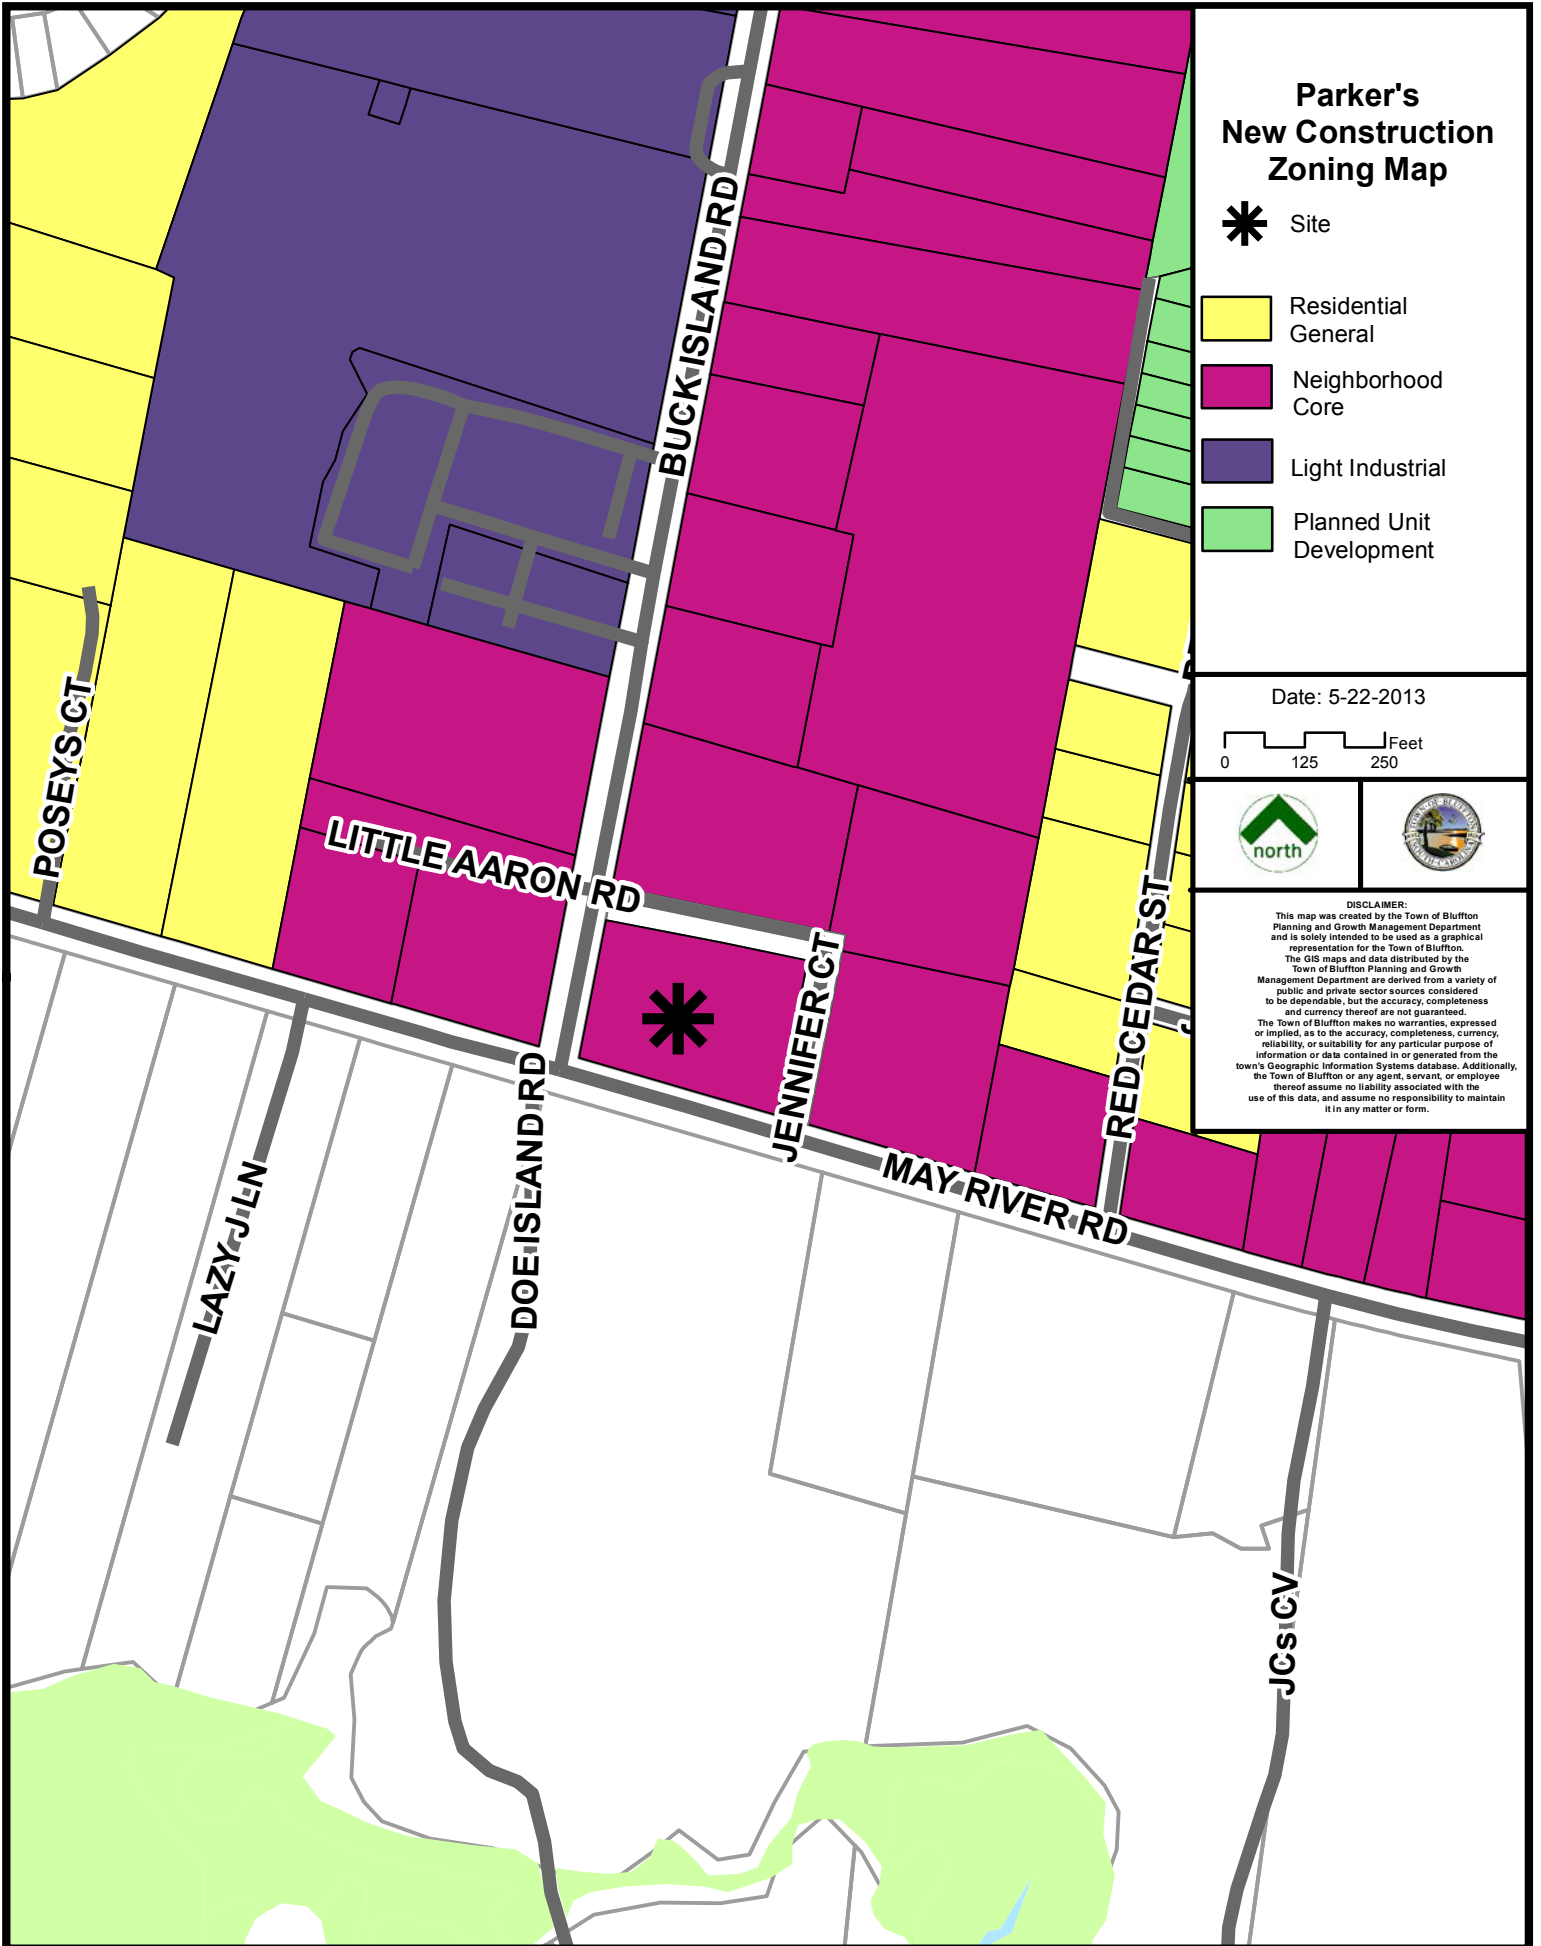 Parker's
New Construction
Zoning Map
Site
Residential
General
Neighborhood
Core
Light Industrial
Planned Unit
Development
Date: 5-22-2013
Feet
0 125 250
north
TOWN OF BLUFFTON
SOUTH CAROLINA
DISCLAIMER:
This map was created by the Town of Bluffton
Planning and Growth Management Department
and is solely intended to be used as a graphical
representation for the Town of Bluffton.
The GIS maps and data distributed by the
Town of Bluffton Planning and Growth
Management Department are derived from a variety of
public and private sector sources considered
to be dependable, but the accuracy, completeness
and currency thereof are not guaranteed.
The Town of Bluffton makes no warranties, expressed
or implied, as to the accuracy, completeness, currency,
reliability, or suitability for any particular purpose of
information or data contained in or generated from the
town's Geographic Information Systems database. Additionally,
the Town of Bluffton or any agent, servant, or employee
thereof assume no liability associated with the
use of this data, and assume no responsibility to maintain
it in any matter or form.
BUCK ISLAND RD
POSEYS CT
LITTLE AARON RD
JENNIFER CT
RED CEDAR ST
MAY RIVER RD
DOE ISLAND RD
LAZY J LN
JCs CV